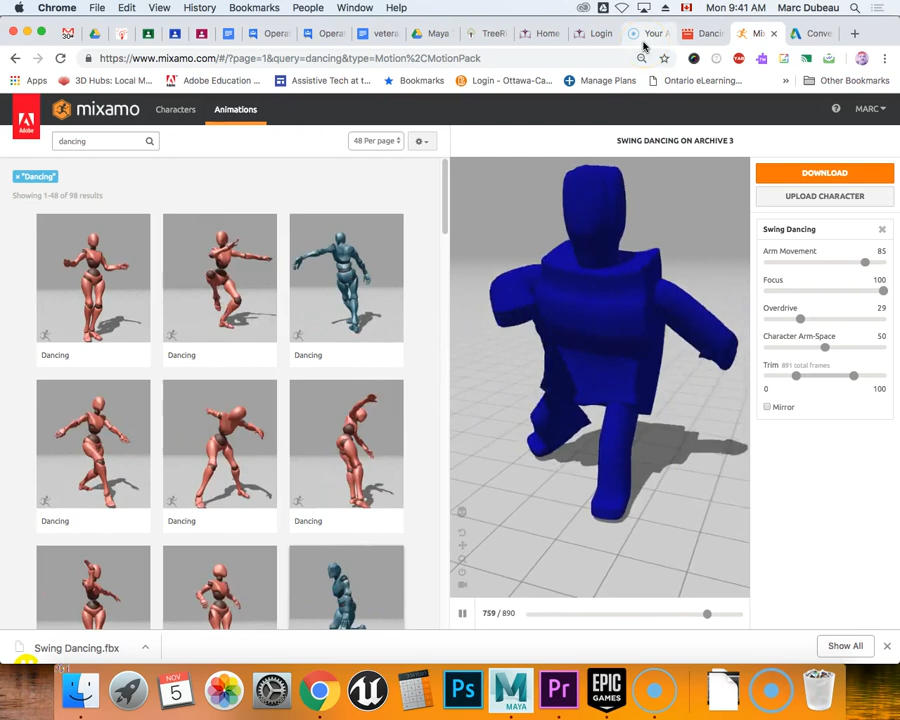 Chrome File Edit View History Bookmarks People Window Help Mon 9:41 AM Marc Dubeau
Opera Opera vetera Maya TreeR Home Login Your A Danci Mix Conve
https://www.mixamo.com/#/?page=1&query=dancing&type=Motion%2CMotionPack
Apps 3D Hubs: Local M... Adobe Education... Assistive Tech at t... Bookmarks Login - Ottawa-Ca... Manage Plans Ontario eLearning... » Other Bookmarks
Adobe mixamo Characters Animations MARC
dancing 48 Per page SWING DANCING ON ARCHIVE 3
× "Dancing" DOWNLOAD
Showing 1-48 of 98 results UPLOAD CHARACTER
Swing Dancing
Arm Movement 85
Focus 100
Overdrive 29
Character Arm-Space 50
Dancing Dancing Dancing
Trim 891 total frames
0 100
Mirror
Dancing Dancing Dancing
759 / 890
Swing Dancing.fbx Show All
NOV
5
Ps MAYA Pr EPIC GAMES